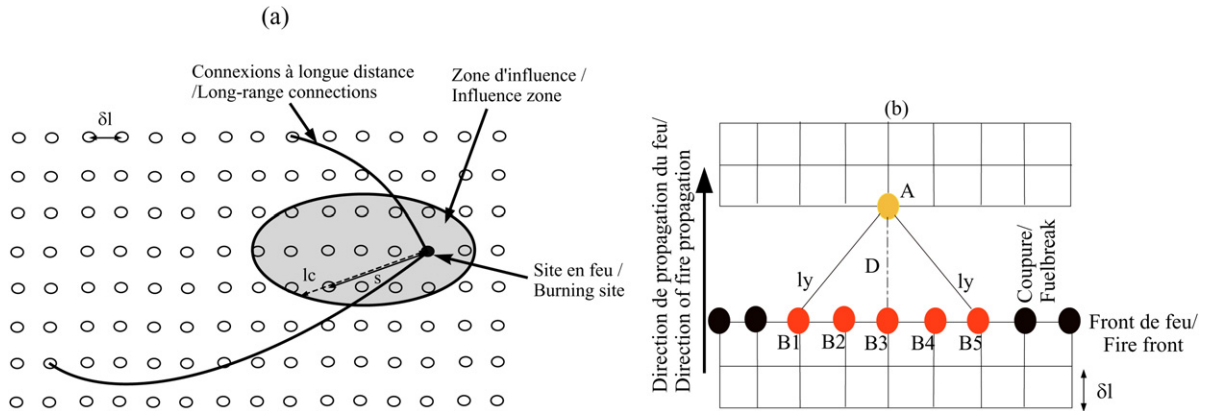 (a)
Connexions à longue distance
/Long-range connections
Zone d'influence /
Influence zone
δl
lc
s
Site en feu /
Burning site
(b)
Direction de propagation du feu/
Direction of fire propagation
A
D
ly
ly
Coupure/
Fuelbreak
B1
B2
B3
B4
B5
Front de feu/
Fire front
δl